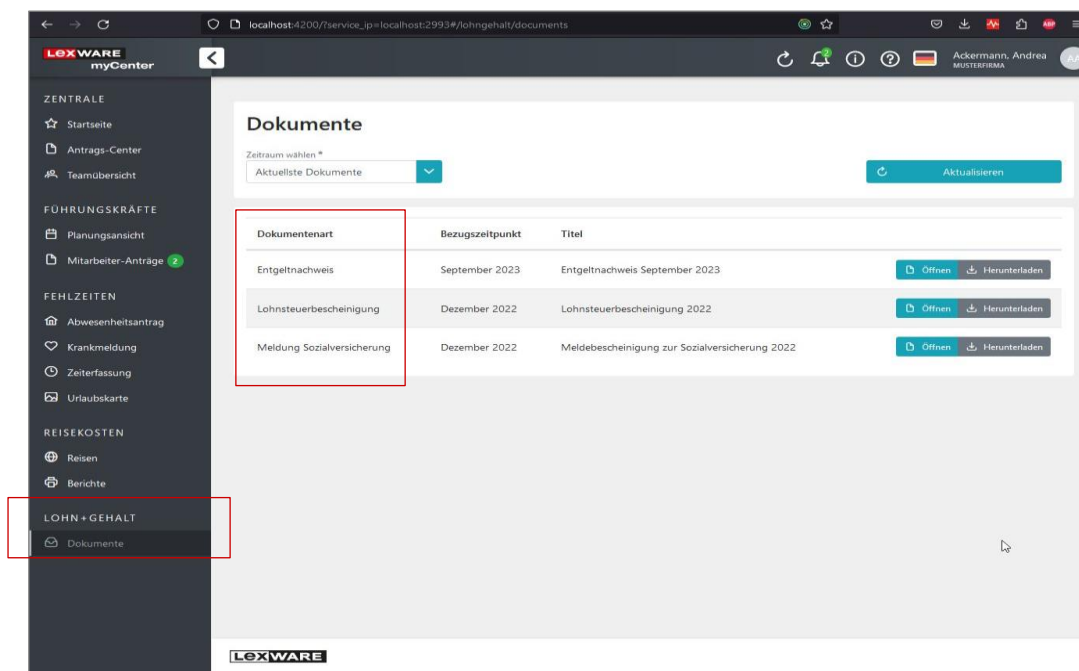 localhost:4200/?service_ip=localhost:2993#/lohngehalt/documents
ABP
LEXWARE
myCenter
2
Ackermann, Andrea
MUSTERFIRMA
AA
ZENTRALE
Startseite
Antrags-Center
Teamübersicht
FÜHRUNGSKRÄFTE
Planungsansicht
Mitarbeiter-Anträge 2
FEHLZEITEN
Abwesenheitsantrag
Krankmeldung
Zeiterfassung
Urlaubskarte
REISEKOSTEN
Reisen
Berichte
LOHN+GEHALT
Dokumente
Dokumente
Zeitraum wählen *
Aktuellste Dokumente
Aktualisieren
Dokumentenart Bezugszeitpunkt Titel
Entgeltnachweis September 2023 Entgeltnachweis September 2023 Öffnen Herunterladen
Lohnsteuerbescheinigung Dezember 2022 Lohnsteuerbescheinigung 2022 Öffnen Herunterladen
Meldung Sozialversicherung Dezember 2022 Meldebescheinigung zur Sozialversicherung 2022 Öffnen Herunterladen
LEXWARE